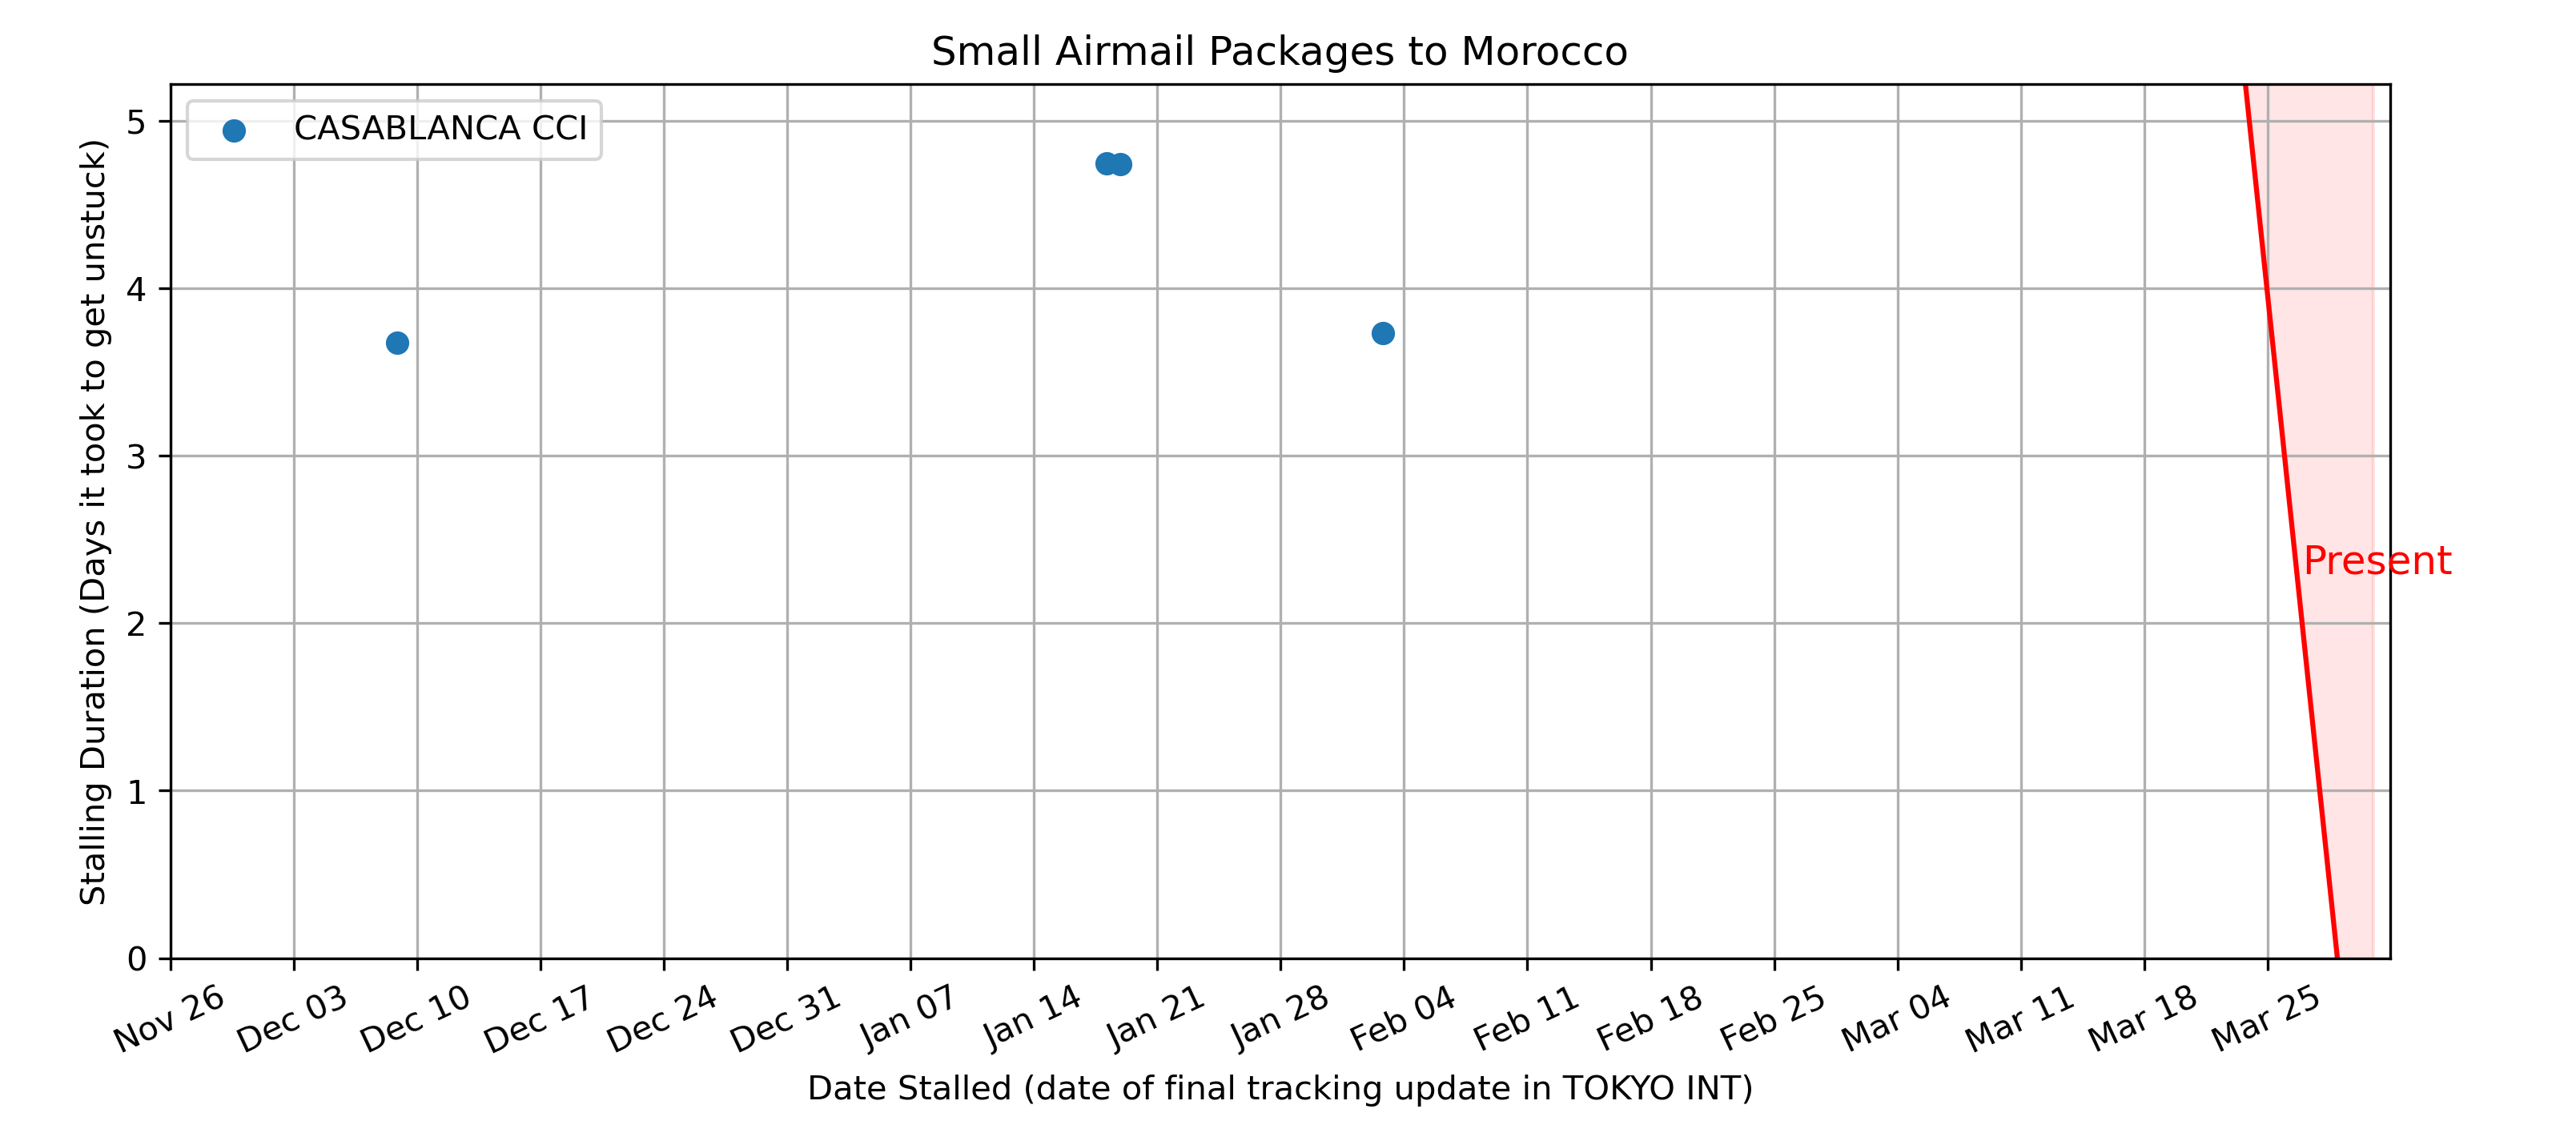 Small Airmail Packages to Morocco
CASABLANCA CCI
Stalling Duration (Days it took to get unstuck)
5
4
3
2
1
0
Present
Nov 26
Dec 03
Dec 10
Dec 17
Dec 24
Dec 31
Jan 07
Jan 14
Jan 21
Jan 28
Feb 04
Feb 11
Feb 18
Feb 25
Mar 04
Mar 11
Mar 18
Mar 25
Date Stalled (date of final tracking update in TOKYO INT)